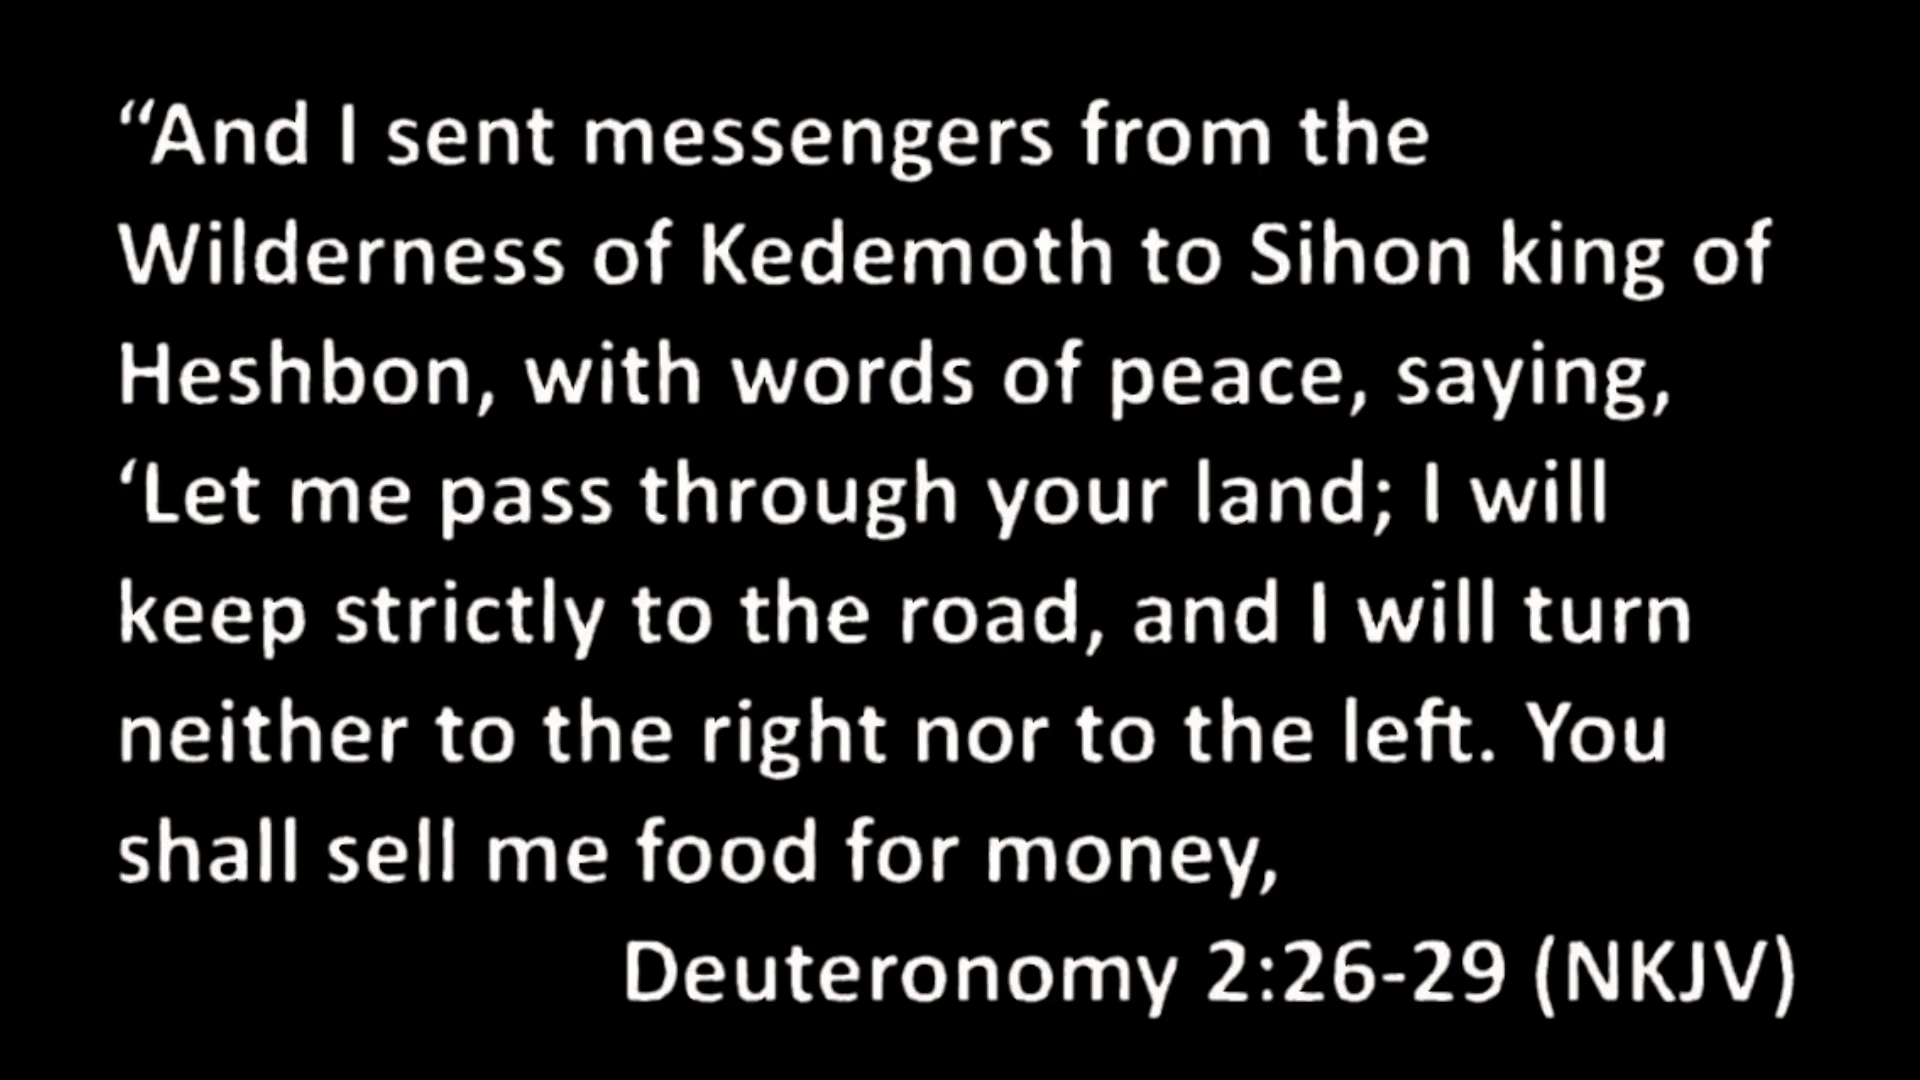 “And I sent messengers from the
Wilderness of Kedemoth to Sihon king of
Heshbon, with words of peace, saying,
‘Let me pass through your land; I will
keep strictly to the road, and I will turn
neither to the right nor to the left. You
shall sell me food for money,
Deuteronomy 2:26-29 (NKJV)